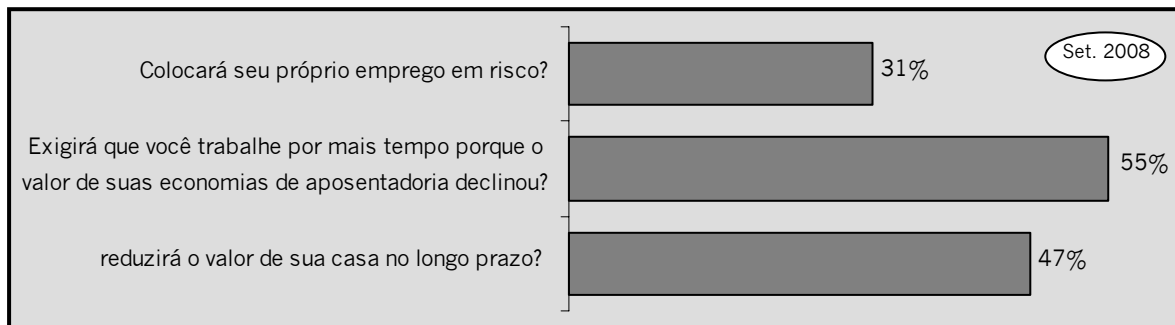 Set. 2008
Colocará seu próprio emprego em risco?
31%
Exigirá que você trabalhe por mais tempo porque o
valor de suas economias de aposentadoria declinou?
55%
reduzirá o valor de sua casa no longo prazo?
47%